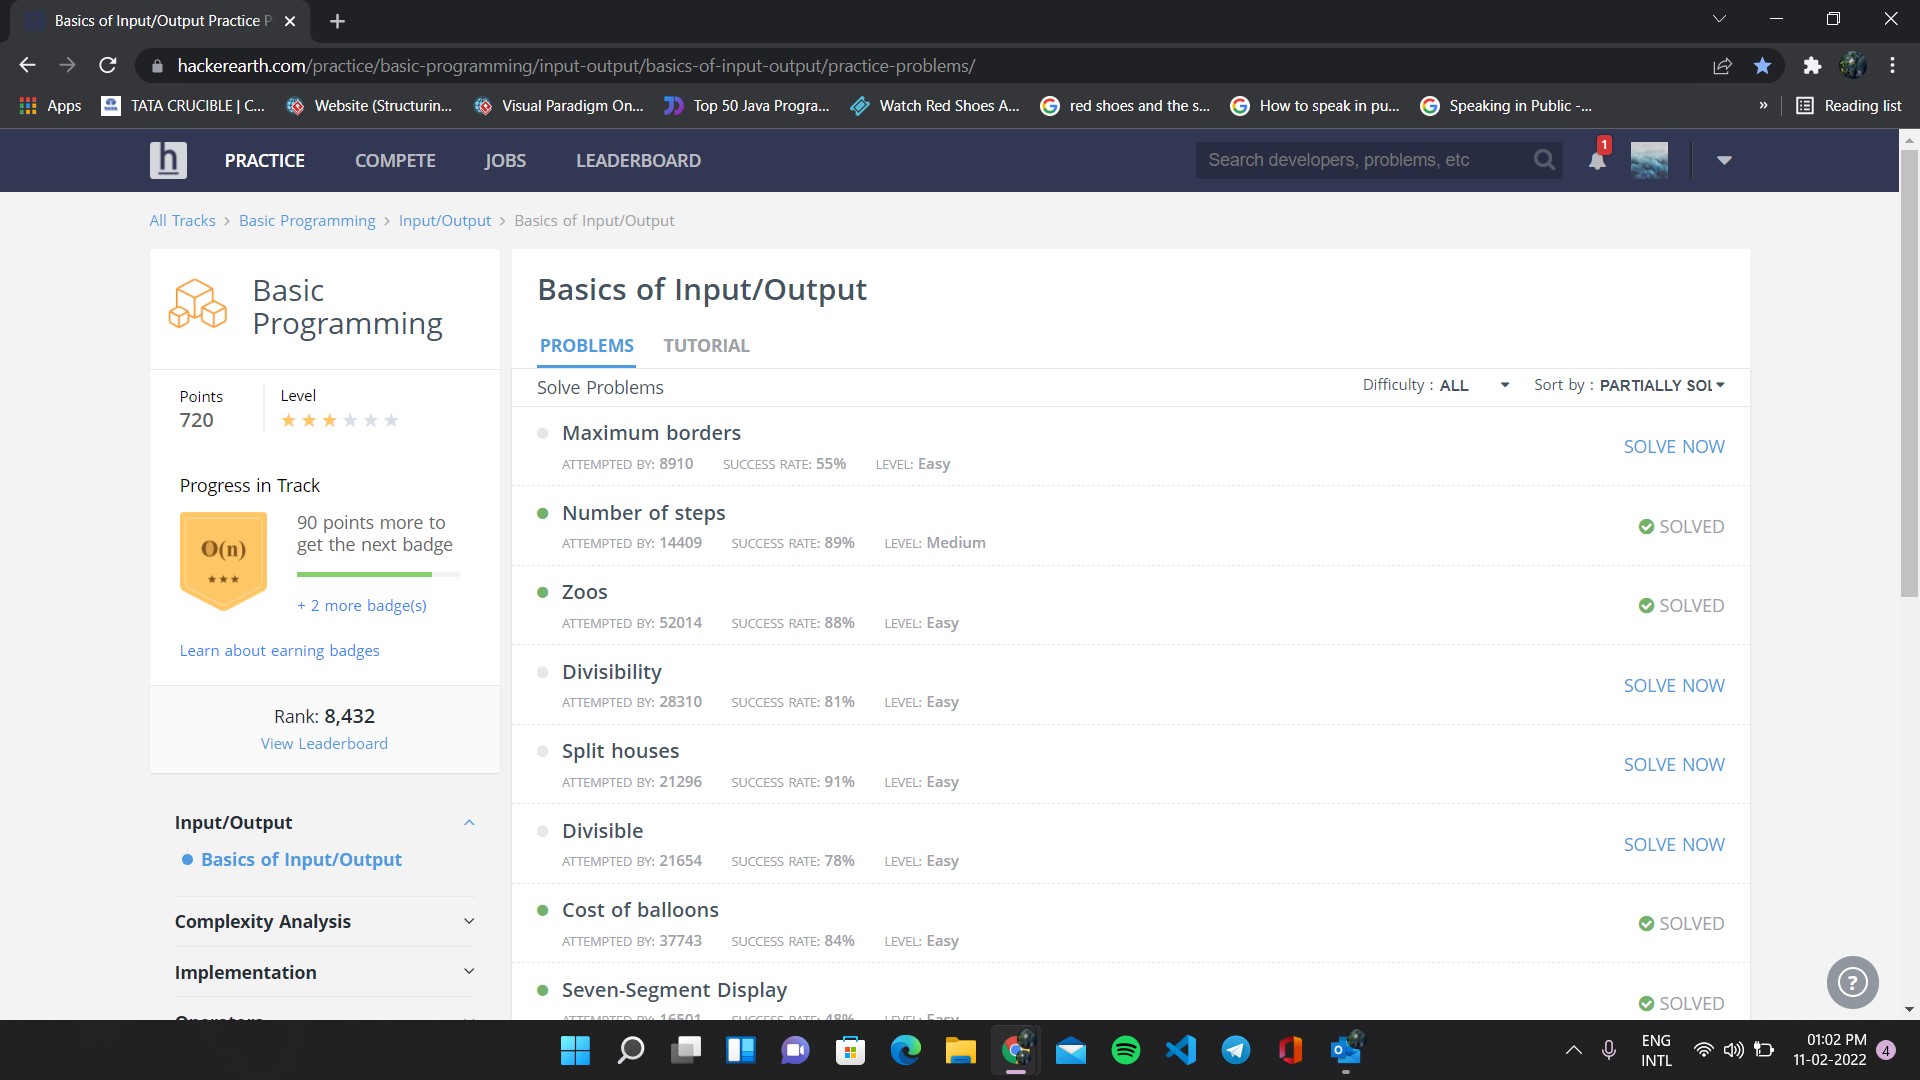 Basics of Input/Output Practice P
hackerearth.com/practice/basic-programming/input-output/basics-of-input-output/practice-problems/
Apps TATA CRUCIBLE | C... Website (Structurin... Visual Paradigm On... Top 50 Java Progra... Watch Red Shoes A... red shoes and the s... How to speak in pu... Speaking in Public -... » Reading list
h PRACTICE COMPETE JOBS LEADERBOARD Search developers, problems, etc 1
All Tracks > Basic Programming > Input/Output > Basics of Input/Output
Basic
Programming
Points
720
Level
Progress in Track
O(n)
90 points more to
get the next badge
+ 2 more badge(s)
Learn about earning badges
Rank: 8,432
View Leaderboard
Input/Output
Basics of Input/Output
Complexity Analysis
Implementation
Operators
Basics of Input/Output
PROBLEMS TUTORIAL
Solve Problems Difficulty : ALL Sort by : PARTIALLY SOL
Maximum borders
ATTEMPTED BY: 8910 SUCCESS RATE: 55% LEVEL: Easy
SOLVE NOW
Number of steps
ATTEMPTED BY: 14409 SUCCESS RATE: 89% LEVEL: Medium
SOLVED
Zoos
ATTEMPTED BY: 52014 SUCCESS RATE: 88% LEVEL: Easy
SOLVED
Divisibility
ATTEMPTED BY: 28310 SUCCESS RATE: 81% LEVEL: Easy
SOLVE NOW
Split houses
ATTEMPTED BY: 21296 SUCCESS RATE: 91% LEVEL: Easy
SOLVE NOW
Divisible
ATTEMPTED BY: 21654 SUCCESS RATE: 78% LEVEL: Easy
SOLVE NOW
Cost of balloons
ATTEMPTED BY: 37743 SUCCESS RATE: 84% LEVEL: Easy
SOLVED
Seven-Segment Display
ATTEMPTED BY: 16501 SUCCESS RATE: 48% LEVEL: Easy
SOLVED
?
ENG
INTL
01:02 PM
11-02-2022
4